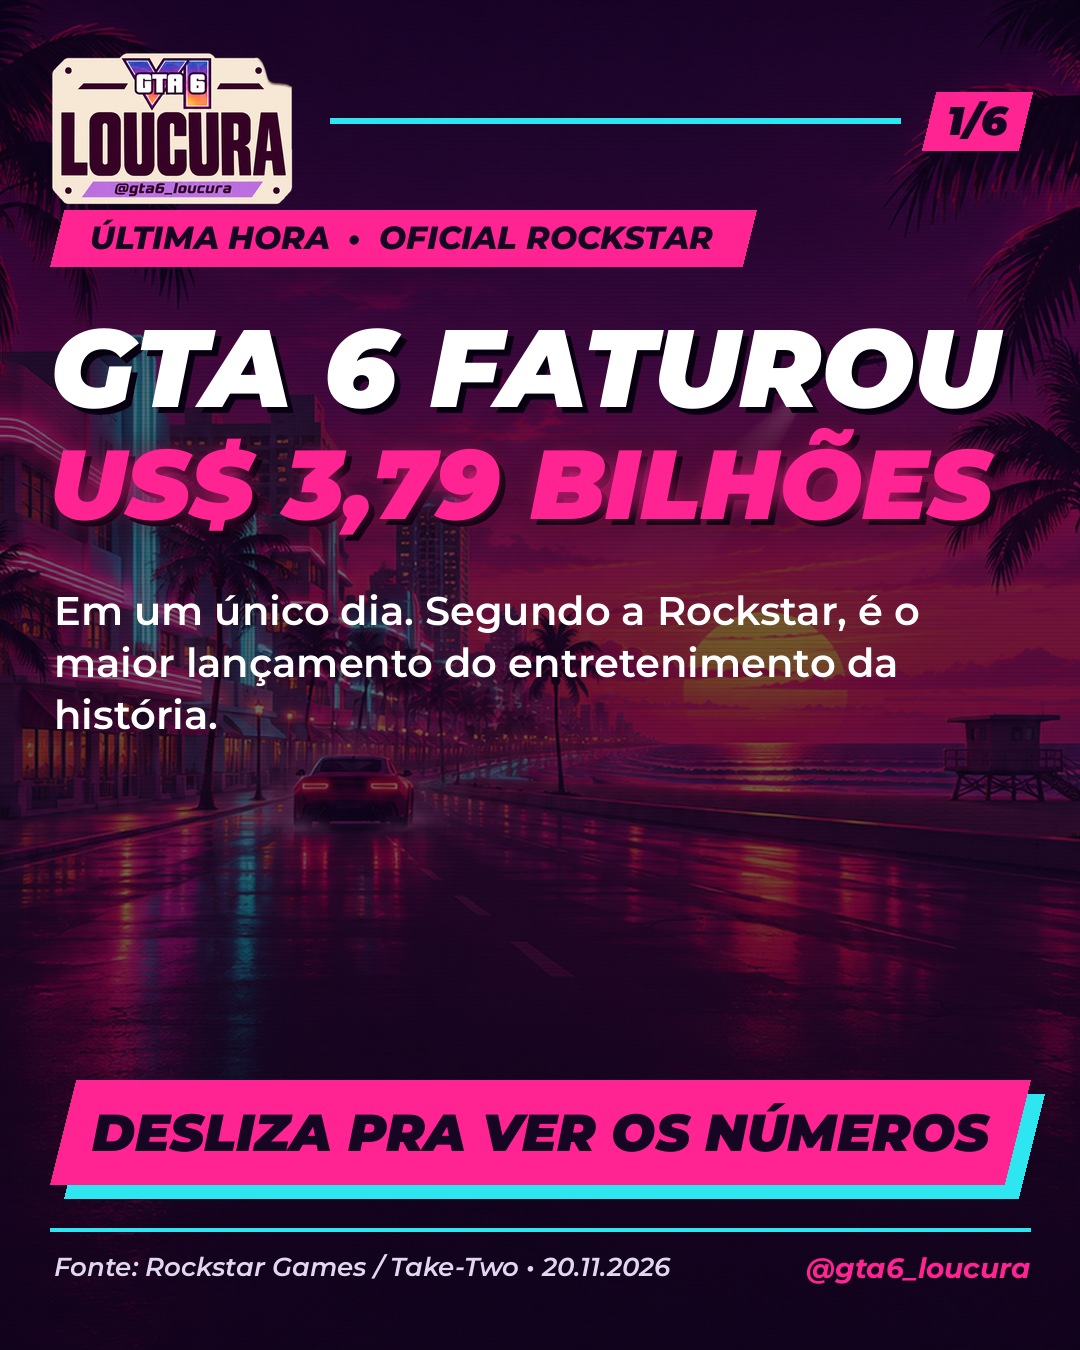 VI
GTA 6
LOUCURA
@gta6_loucura
1/6
ÚLTIMA HORA • OFICIAL ROCKSTAR
GTA 6 FATUROU
US$ 3,79 BILHÕES
Em um único dia. Segundo a Rockstar, é o
maior lançamento do entretenimento da
história.
DESLIZA PRA VER OS NÚMEROS
Fonte: Rockstar Games / Take-Two • 20.11.2026
@gta6_loucura